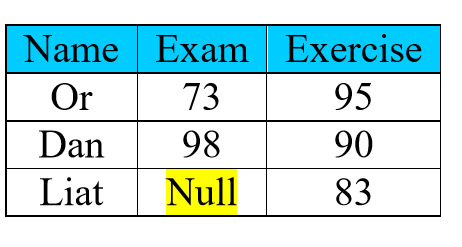 Name Exam Exercise
Or 73 95
Dan 98 90
Liat Null 83